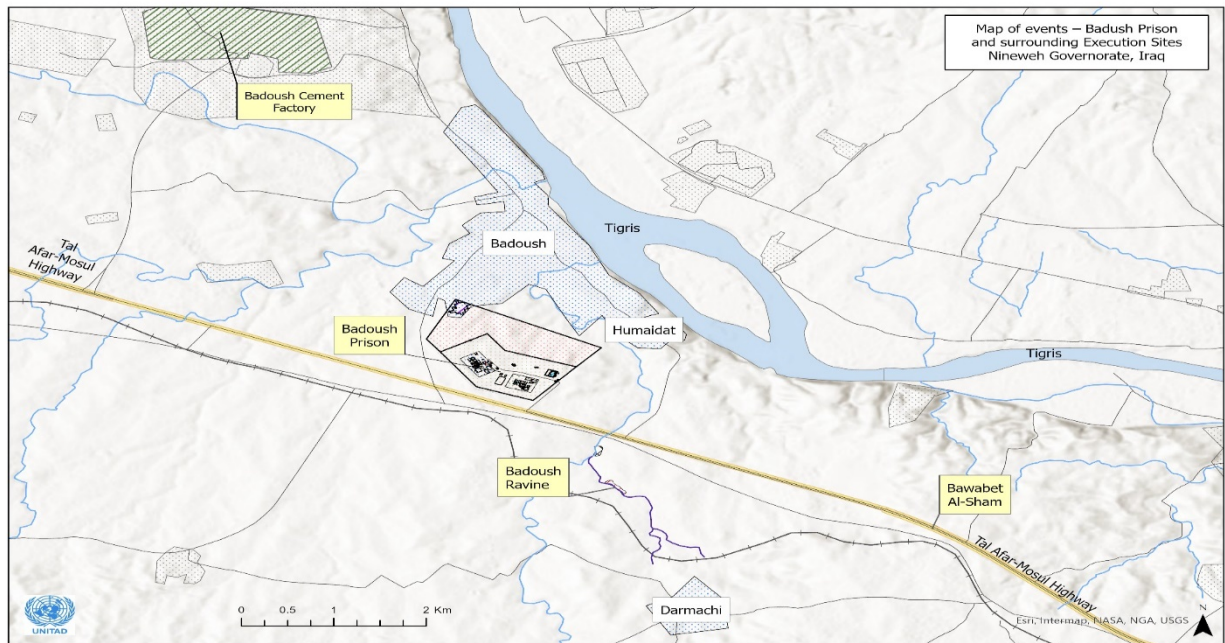 Map of events – Badush Prison
and surrounding Execution Sites
Nineweh Governorate, Iraq
Badoush Cement
Factory
Tigris
Badoush
Tal
Afar-Mosul
Highway
Badoush
Prison
Humaidat
Tigris
Badoush
Ravine
Bawabet
Al-Sham
Tal Afar-Mosul Highway
Darmachi
UNITAD
0 0.5 1 2 Km
N
Esri, Intermap, NASA, NGA, USGS